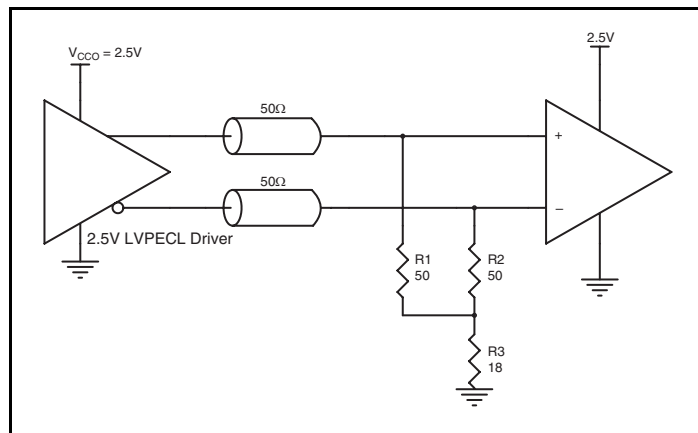 V_CCO = 2.5V
2.5V
50Ω
+
50Ω
−
2.5V LVPECL Driver
R1
50
R2
50
R3
18